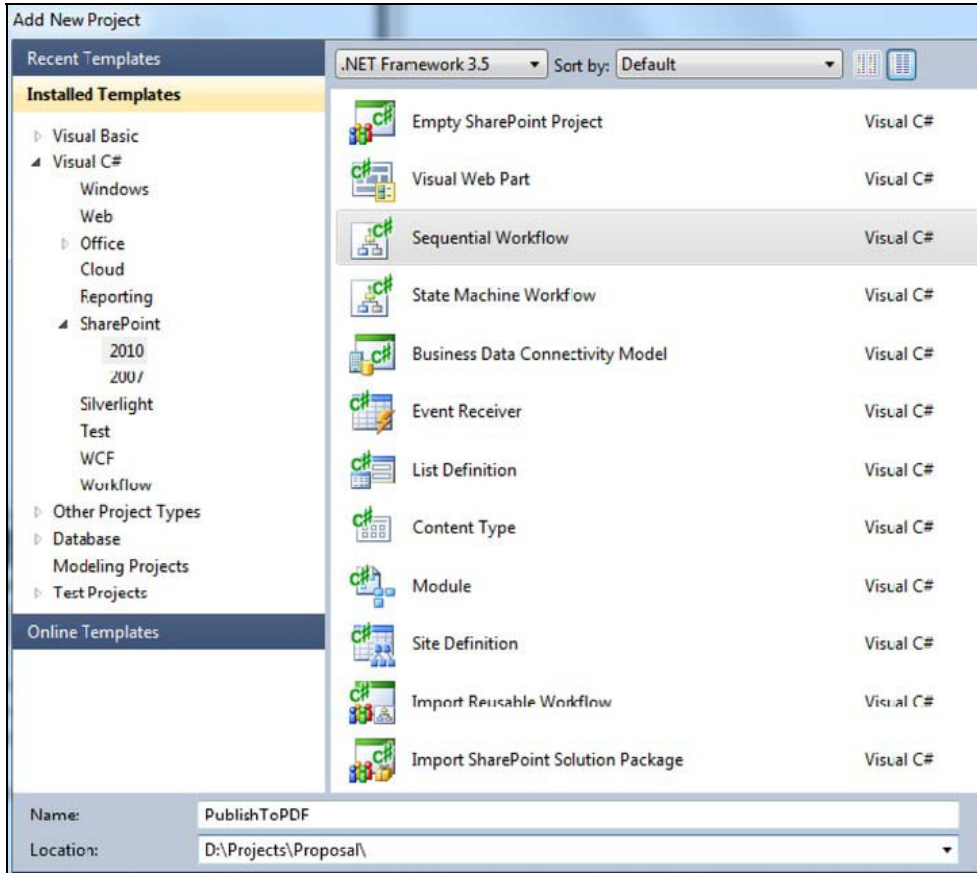 Add New Project
Recent Templates
Installed Templates
Visual Basic
Visual C#
Windows
Web
Office
Cloud
Reporting
SharePoint
2010
2007
Silverlight
Test
WCF
Workflow
Other Project Types
Database
Modeling Projects
Test Projects
Online Templates
.NET Framework 3.5 Sort by: Default
Empty SharePoint Project Visual C#
Visual Web Part Visual C#
Sequential Workflow Visual C#
State Machine Workflow Visual C#
Business Data Connectivity Model Visual C#
Event Receiver Visual C#
List Definition Visual C#
Content Type Visual C#
Module Visual C#
Site Definition Visual C#
Import Reusable Workflow Visual C#
Import SharePoint Solution Package Visual C#
Name: PublishToPDF
Location: D:\Projects\Proposal\